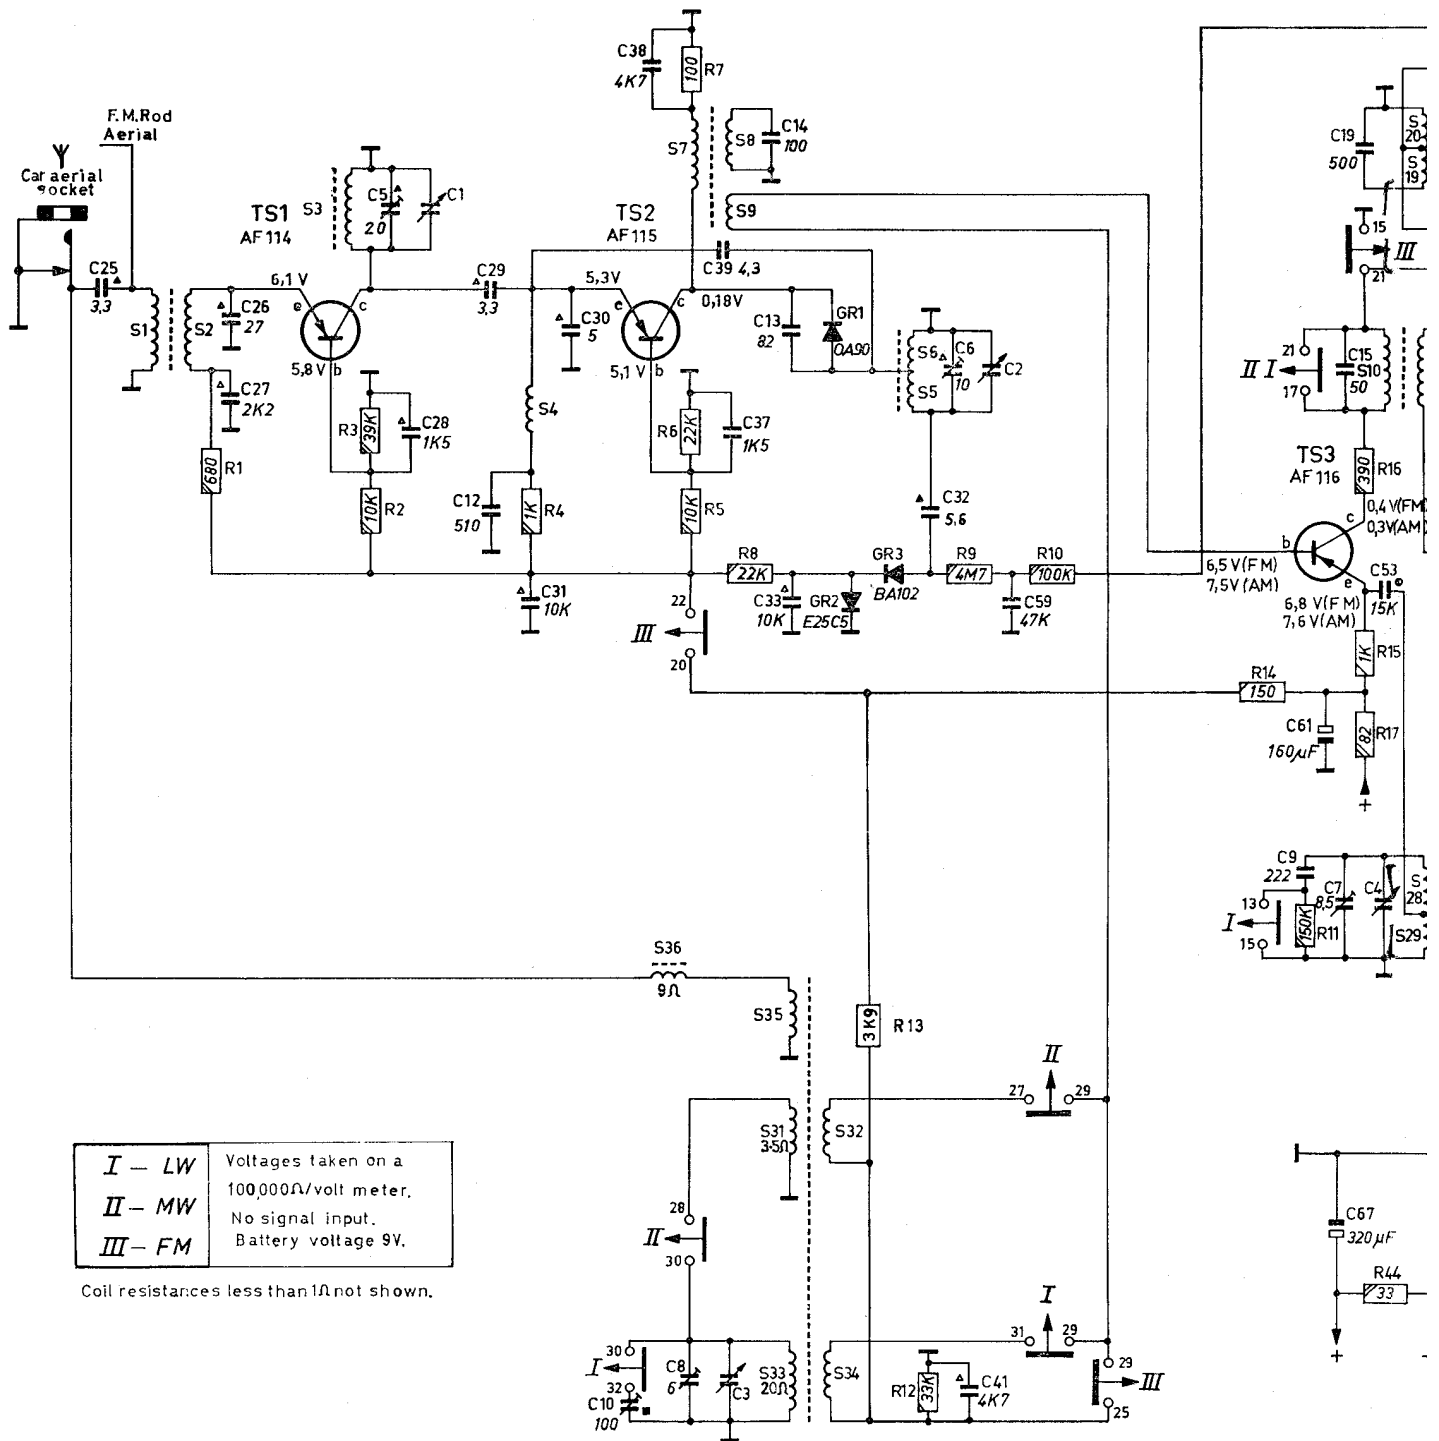 C38
4K7
100
R7
F.M.Rod
Aerial
Car aerial
socket
S7
S8
C14
100
C19
500
S
20
S
19
S3
C5
20
C1
TS1
AF 114
TS2
AF 115
S9
15
III
21
C25
3,3
6,1 V
C29
3,3
5,3V
C39 4,3
0,18V
e
c
e
c
S1
S2
C26
27
C30
5
C13
82
GR1
OA90
S6
S5
C6
10
C2
21
II I
17
C15
S10
50
5,8 V
b
5,1 V
b
C27
2K2
R3
39K
C28
1K5
S4
R6
22K
C37
1K5
TS3
AF 116
390
R16
680
R1
10K
R2
C12
510
1K
R4
10K
R5
C32
5,6
0,4 V(FM)
0,3V(AM)
c
b
e
6,5 V(FM)
7,5V(AM)
R8
22K
GR3
BA102
R9
4M7
R10
100K
C53
15K
C31
10K
22
III
20
C33
10K
GR2
E25C5
C59
47K
6,8 V(FM)
7,6 V(AM)
1K
R15
R14
150
C61
160µF
82
R17
+
C9
222
13
I
15
150K
R11
C7
8,5
C4
S
28
S29
S36
9Ω
S35
3K9
R13
II
27
29
S31
35Ω
S32
I – LW
II – MW
III – FM
Voltages taken on a
100,000Ω/volt meter.
No signal input.
Battery voltage 9V.
Coil resistances less than 1Ω not shown.
28
II
30
C67
320µF
R44
33
+
I
31
29
30
I
32
C10
100
C8
6
C3
S33
20Ω
S34
R12
33K
C41
4K7
29
III
25